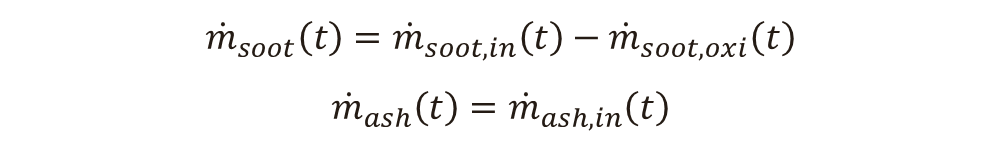 ṁ_soot(t) = ṁ_soot,in(t) − ṁ_soot,oxi(t)
ṁ_ash(t) = ṁ_ash,in(t)